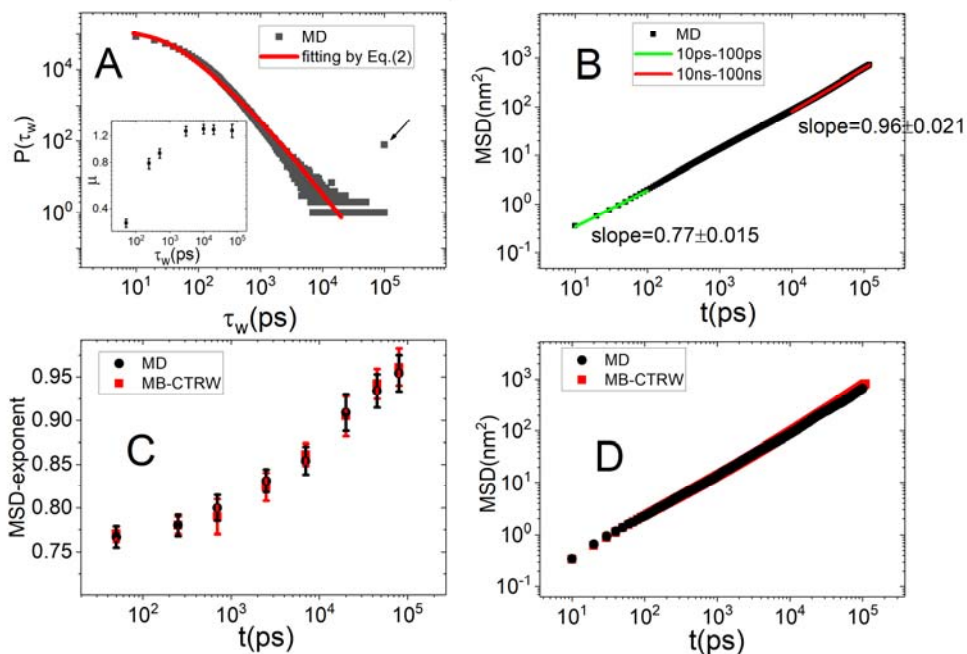 A
MD
fitting by Eq.(2)
P(τw)
10^5
10^4
10^2
10^0
μ
1.2
0.8
0.4
10^2 10^3 10^4 10^5
τw(ps)
10^1 10^2 10^3 10^4 10^5
τw(ps)
B
MD
10ps-100ps
10ns-100ns
MSD(nm²)
10^3
10^2
10^1
10^0
10^-1
slope=0.96±0.021
slope=0.77±0.015
10^1 10^2 10^3 10^4 10^5
t(ps)
C
MD
MB-CTRW
MSD-exponent
0.95
0.90
0.85
0.80
0.75
10^2 10^3 10^4 10^5
t(ps)
D
MD
MB-CTRW
MSD(nm²)
10^3
10^2
10^1
10^0
10^-1
10^1 10^2 10^3 10^4 10^5
t(ps)